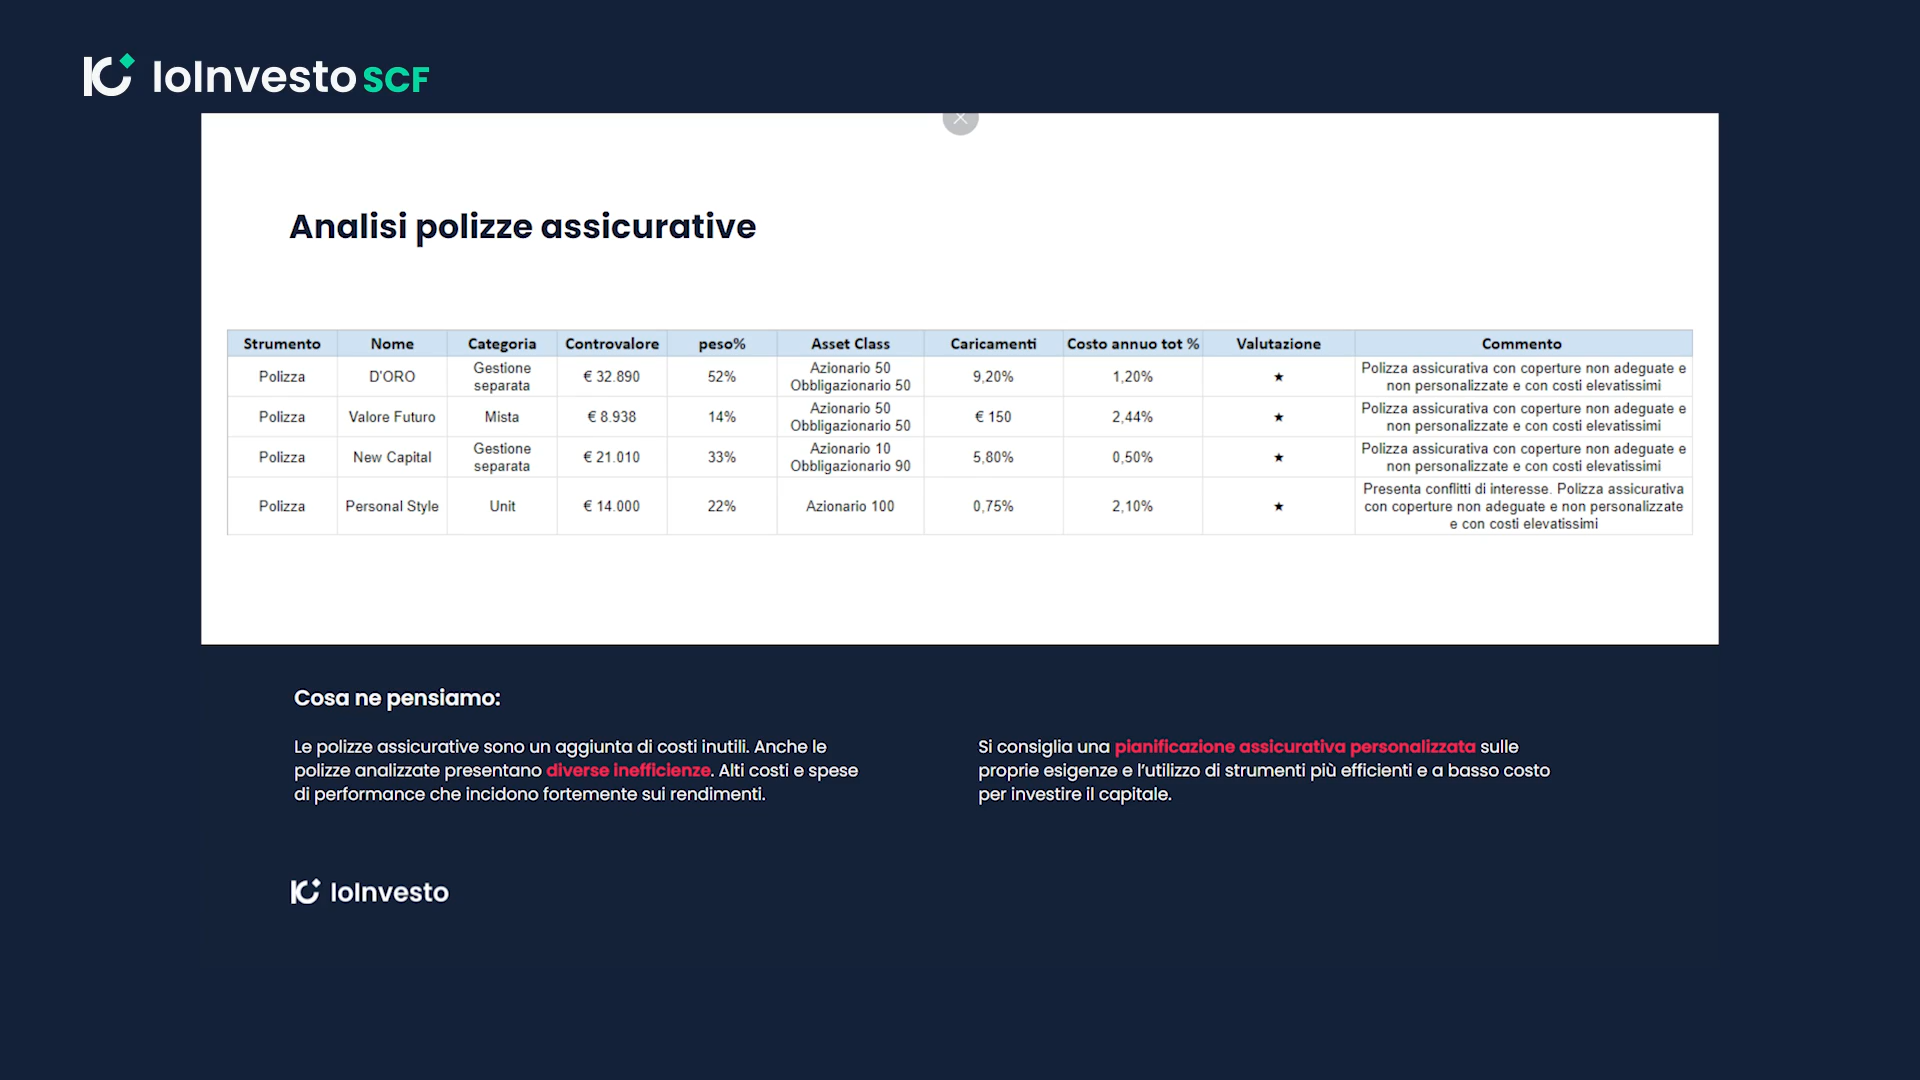 IoInvesto SCF
Analisi polizze assicurative
Strumento Nome Categoria Controvalore peso% Asset Class Caricamenti Costo annuo tot % Valutazione Commento
Polizza D'ORO Gestione separata € 32.890 52% Azionario 50 Obbligazionario 50 9,20% 1,20% ★ Polizza assicurativa con coperture non adeguate e non personalizzate e con costi elevatissimi
Polizza Valore Futuro Mista € 8.938 14% Azionario 50 Obbligazionario 50 € 150 2,44% ★ Polizza assicurativa con coperture non adeguate e non personalizzate e con costi elevatissimi
Polizza New Capital Gestione separata € 21.010 33% Azionario 10 Obbligazionario 90 5,80% 0,50% ★ Polizza assicurativa con coperture non adeguate e non personalizzate e con costi elevatissimi
Polizza Personal Style Unit € 14.000 22% Azionario 100 0,75% 2,10% ★ Presenta conflitti di interesse. Polizza assicurativa con coperture non adeguate e non personalizzate e con costi elevatissimi
Cosa ne pensiamo:
Le polizze assicurative sono un aggiunta di costi inutili. Anche le
polizze analizzate presentano diverse inefficienze. Alti costi e spese
di performance che incidono fortemente sui rendimenti.
Si consiglia una pianificazione assicurativa personalizzata sulle
proprie esigenze e l'utilizzo di strumenti più efficienti e a basso costo
per investire il capitale.
IoInvesto